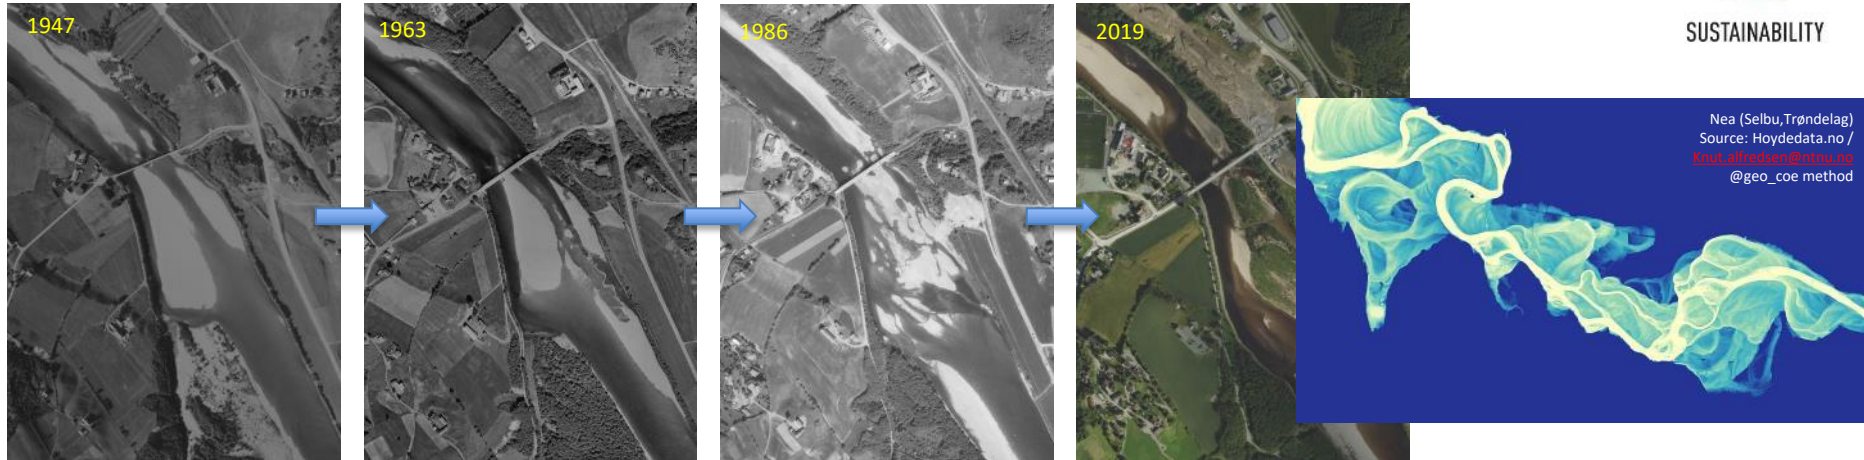 1947
1963
1986
2019
SUSTAINABILITY
Nea (Selbu,Trøndelag)
Source: Hoydedata.no /
Knut.alfredsen@ntnu.no
@geo_coe method